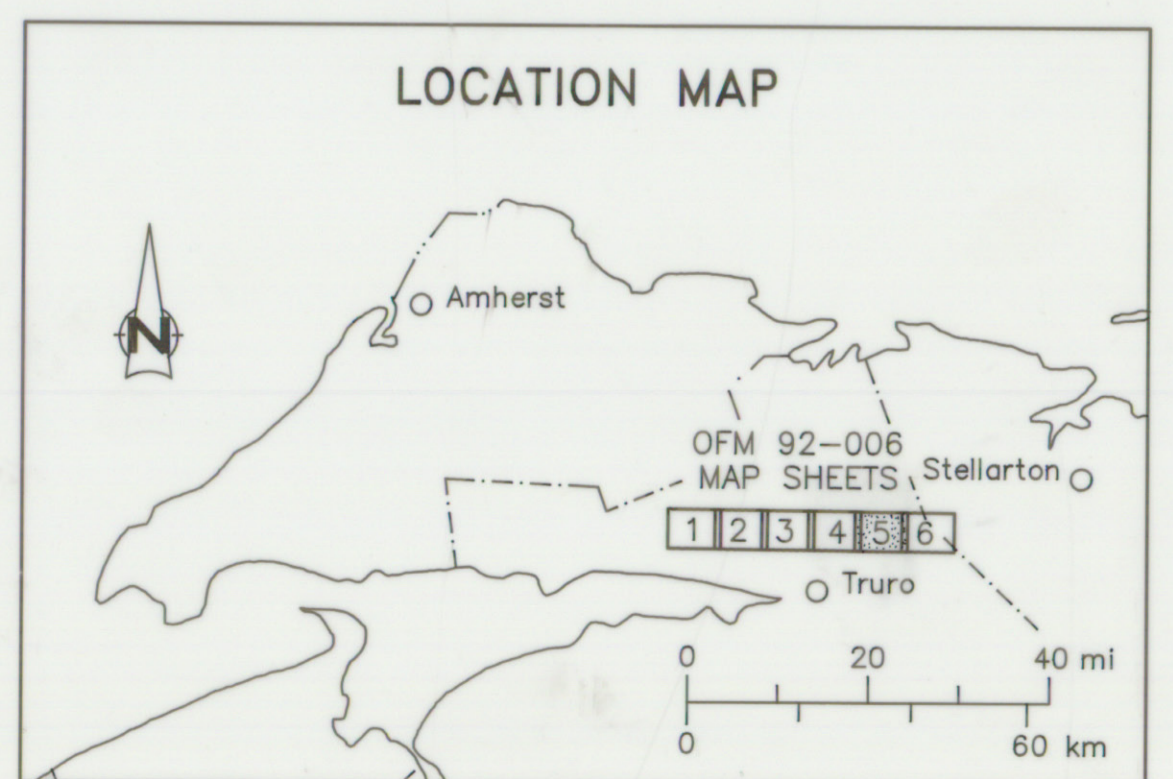 LOCATION MAP
N
Amherst
OFM 92-006
MAP SHEETS
Stellarton
1 2 3 4 5 6
Truro
0 20 40 mi
0 60 km